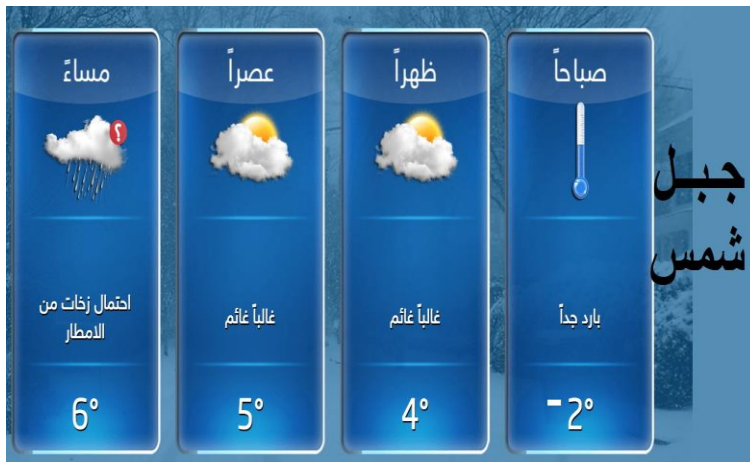 جبل
شمس
صباحاً
بارد جداً
-2°
ظهراً
غالباً غائم
4°
عصراً
غالباً غائم
5°
مساءً
؟
احتمال زخات من
الامطار
6°